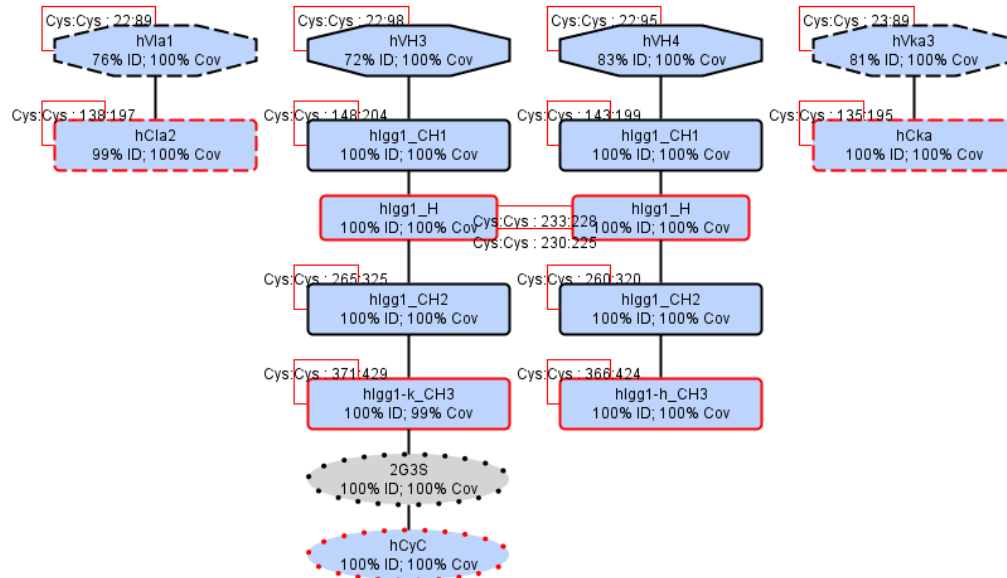 Cys:Cys : 22:89
hVla1
76% ID; 100% Cov
Cys:Cys : 138:197
hCla2
99% ID; 100% Cov
Cys:Cys : 22:98
hVH3
72% ID; 100% Cov
Cys:Cys : 148:204
hIgg1_CH1
100% ID; 100% Cov
hIgg1_H
100% ID; 100% Cov
Cys:Cys : 233:228
Cys:Cys : 230:225
Cys:Cys : 265:325
hIgg1_CH2
100% ID; 100% Cov
Cys:Cys : 371:429
hIgg1-k_CH3
100% ID; 99% Cov
2G3S
100% ID; 100% Cov
hCyC
100% ID; 100% Cov
Cys:Cys : 22:95
hVH4
83% ID; 100% Cov
Cys:Cys : 143:199
hIgg1_CH1
100% ID; 100% Cov
hIgg1_H
100% ID; 100% Cov
Cys:Cys : 260:320
hIgg1_CH2
100% ID; 100% Cov
Cys:Cys : 366:424
hIgg1-h_CH3
100% ID; 100% Cov
Cys:Cys : 23:89
hVka3
81% ID; 100% Cov
Cys:Cys : 135:195
hCka
100% ID; 100% Cov